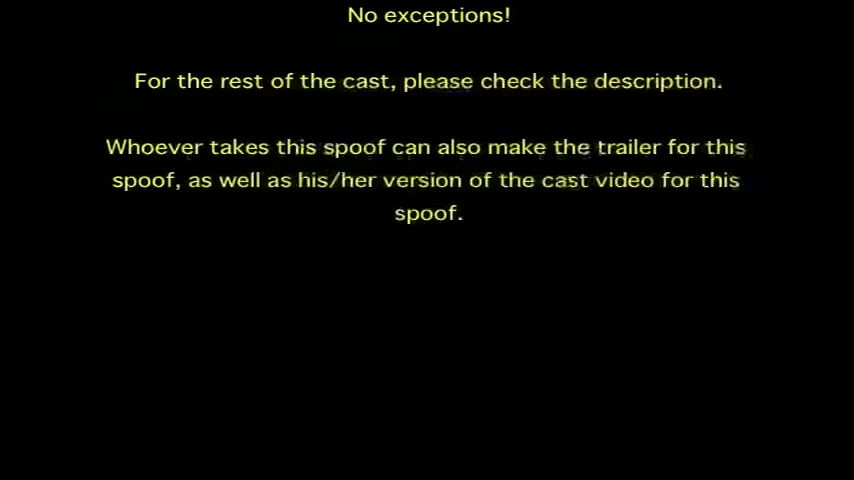 No exceptions!
For the rest of the cast, please check the description.
Whoever takes this spoof can also make the trailer for this
spoof, as well as his/her version of the cast video for this
spoof.